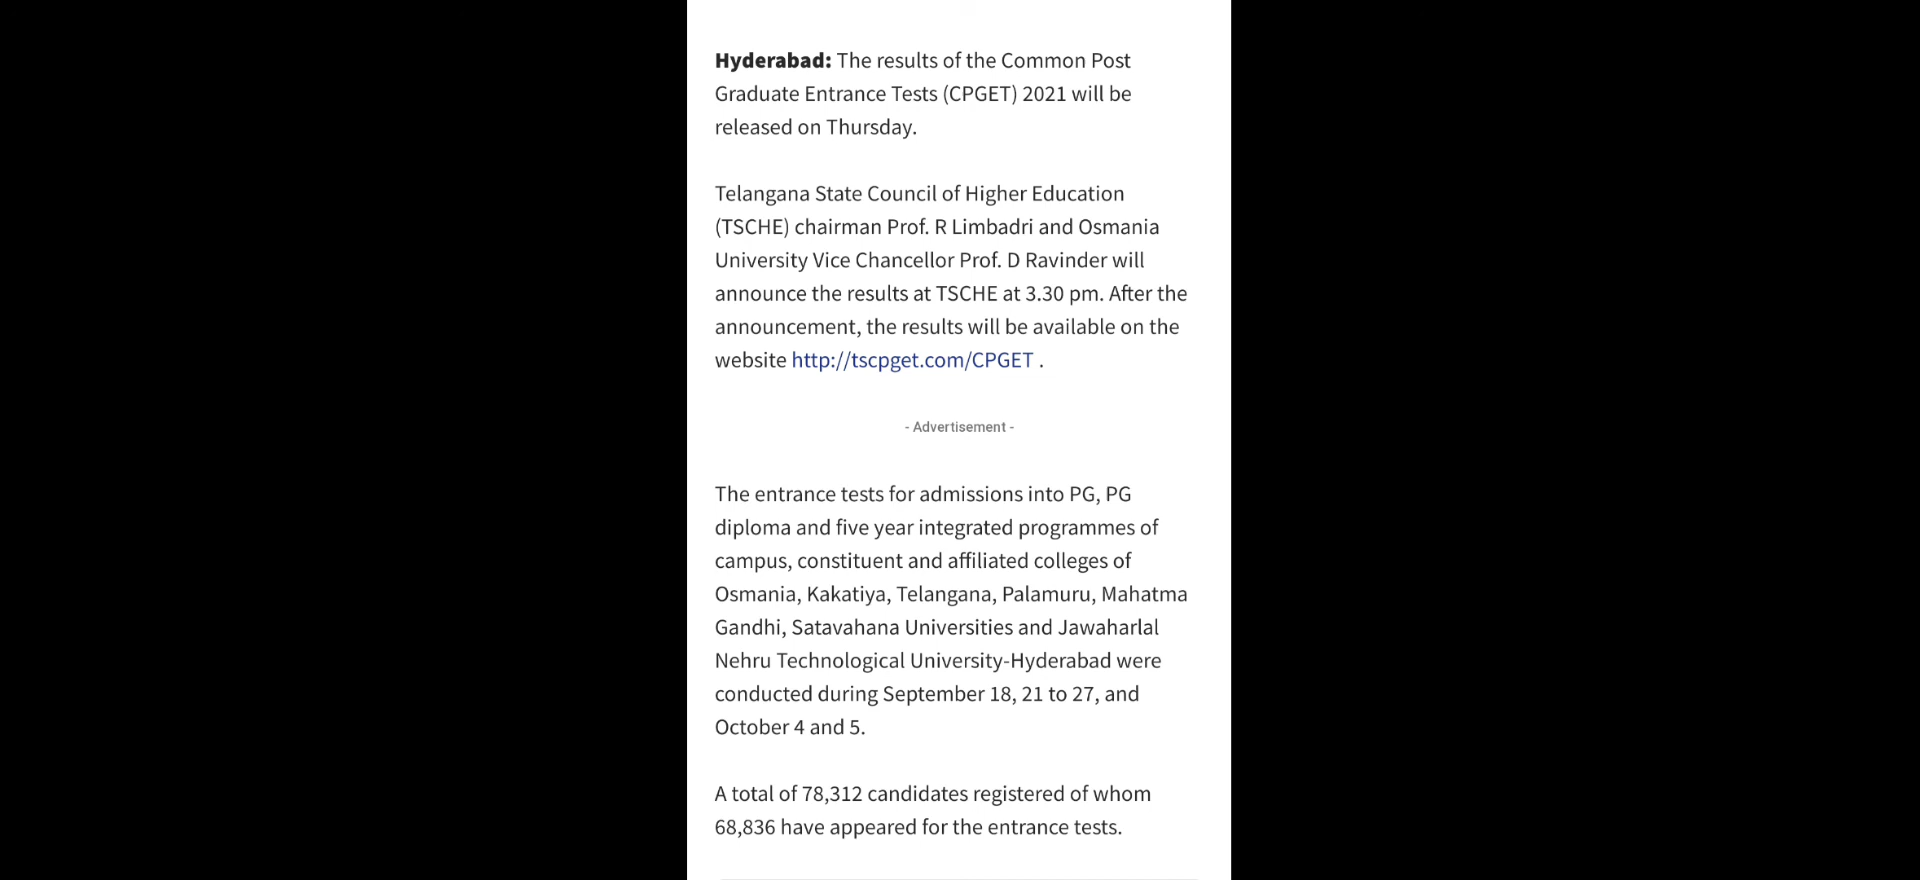 Hyderabad: The results of the Common Post
Graduate Entrance Tests (CPGET) 2021 will be
released on Thursday.
Telangana State Council of Higher Education
(TSCHE) chairman Prof. R Limbadri and Osmania
University Vice Chancellor Prof. D Ravinder will
announce the results at TSCHE at 3.30 pm. After the
announcement, the results will be available on the
website http://tscpget.com/CPGET .
- Advertisement -
The entrance tests for admissions into PG, PG
diploma and five year integrated programmes of
campus, constituent and affiliated colleges of
Osmania, Kakatiya, Telangana, Palamuru, Mahatma
Gandhi, Satavahana Universities and Jawaharlal
Nehru Technological University-Hyderabad were
conducted during September 18, 21 to 27, and
October 4 and 5.
A total of 78,312 candidates registered of whom
68,836 have appeared for the entrance tests.